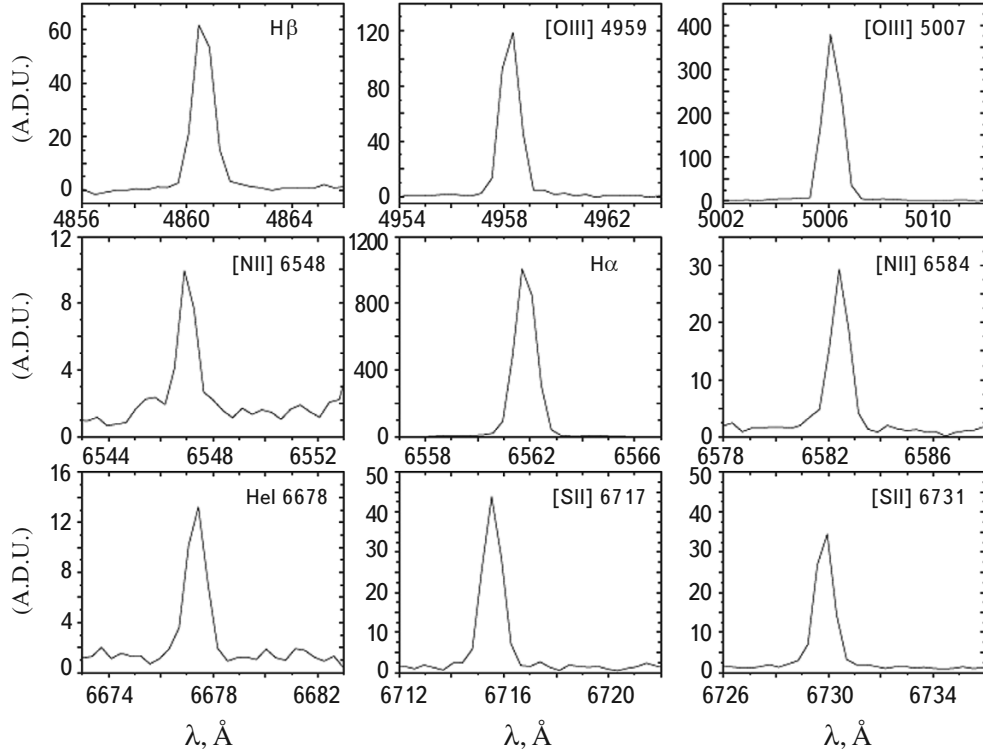 Hβ
[OIII] 4959
[OIII] 5007
(A.D.U.)
60
40
20
0
4856 4860 4864
120
80
40
0
4954 4958 4962
400
300
200
100
0
5002 5006 5010
[NII] 6548
Hα
[NII] 6584
(A.D.U.)
12
8
4
0
6544 6548 6552
1200
800
400
0
6558 6562 6566
30
20
10
0
6578 6582 6586
HeI 6678
[SII] 6717
[SII] 6731
(A.D.U.)
16
12
8
4
0
6674 6678 6682
50
40
30
20
10
0
6712 6716 6720
50
40
30
20
10
0
6726 6730 6734
λ, Å
λ, Å
λ, Å